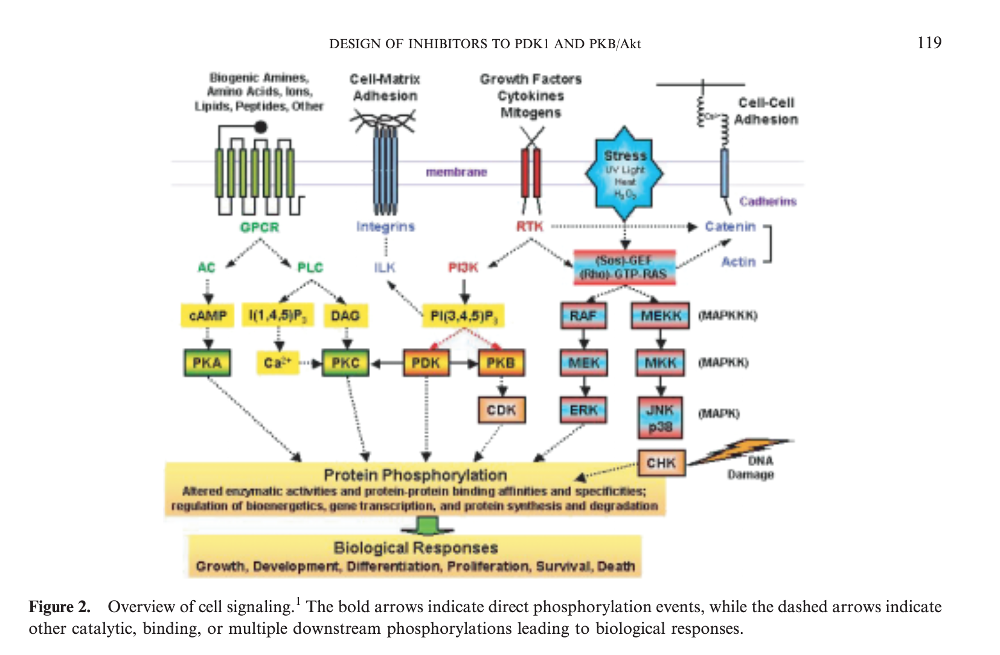 DESIGN OF INHIBITORS TO PDK1 AND PKB/Akt
119
Biogenic Amines,
Amino Acids, Ions,
Lipids, Peptides, Other
Cell-Matrix
Adhesion
Growth Factors
Cytokines
Mitogens
Cell-Cell
Adhesion
Ca²⁺
Stress
UV Light
Heat
H₂O₂
membrane
Cadherins
GPCR
Integrins
RTK
Catenin
Actin
AC
PLC
ILK
PI3K
(Sos)-GEF
(Rho)-GTP-RAS
cAMP
I(1,4,5)P₃
DAG
PI(3,4,5)P₃
RAF
MEKK
(MAPKKK)
PKA
Ca²⁺
PKC
PDK
PKB
MEK
MKK
(MAPKK)
CDK
ERK
JNK
p38
(MAPK)
CHK
DNA
Damage
Protein Phosphorylation
Altered enzymatic activities and protein-protein binding affinities and specificities;
regulation of bioenergetics, gene transcription, and protein synthesis and degradation
Biological Responses
Growth, Development, Differentiation, Proliferation, Survival, Death
Figure 2. Overview of cell signaling.¹ The bold arrows indicate direct phosphorylation events, while the dashed arrows indicate
other catalytic, binding, or multiple downstream phosphorylations leading to biological responses.